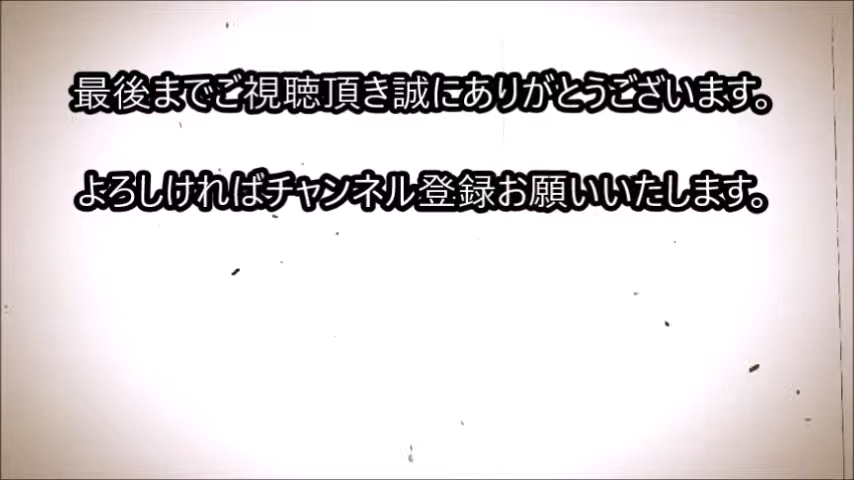 最後までご視聴頂き誠にありがとうございます。
よろしければチャンネル登録お願いいたします。